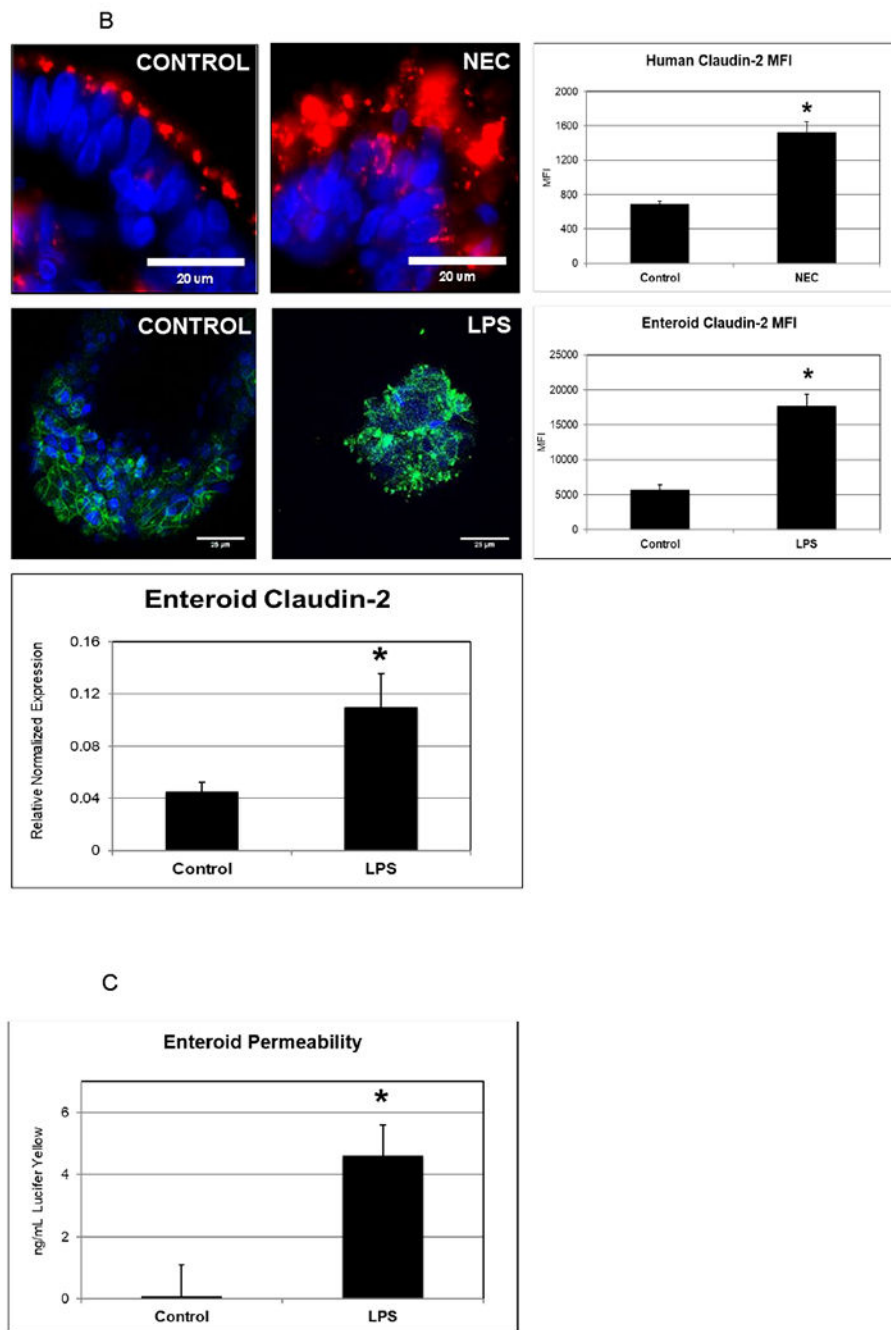 B
CONTROL
NEC
20 um
20 um
Human Claudin-2 MFI
MFI
2000
1600
1200
800
400
0
*
Control
NEC
CONTROL
LPS
25 µm
25 µm
Enteroid Claudin-2 MFI
MFI
25000
20000
15000
10000
5000
0
*
Control
LPS
Enteroid Claudin-2
Relative Normalized Expression
0.16
0.12
0.08
0.04
0
*
Control
LPS
C
Enteroid Permeability
ng/mL Lucifer Yellow
6
4
2
0
*
Control
LPS